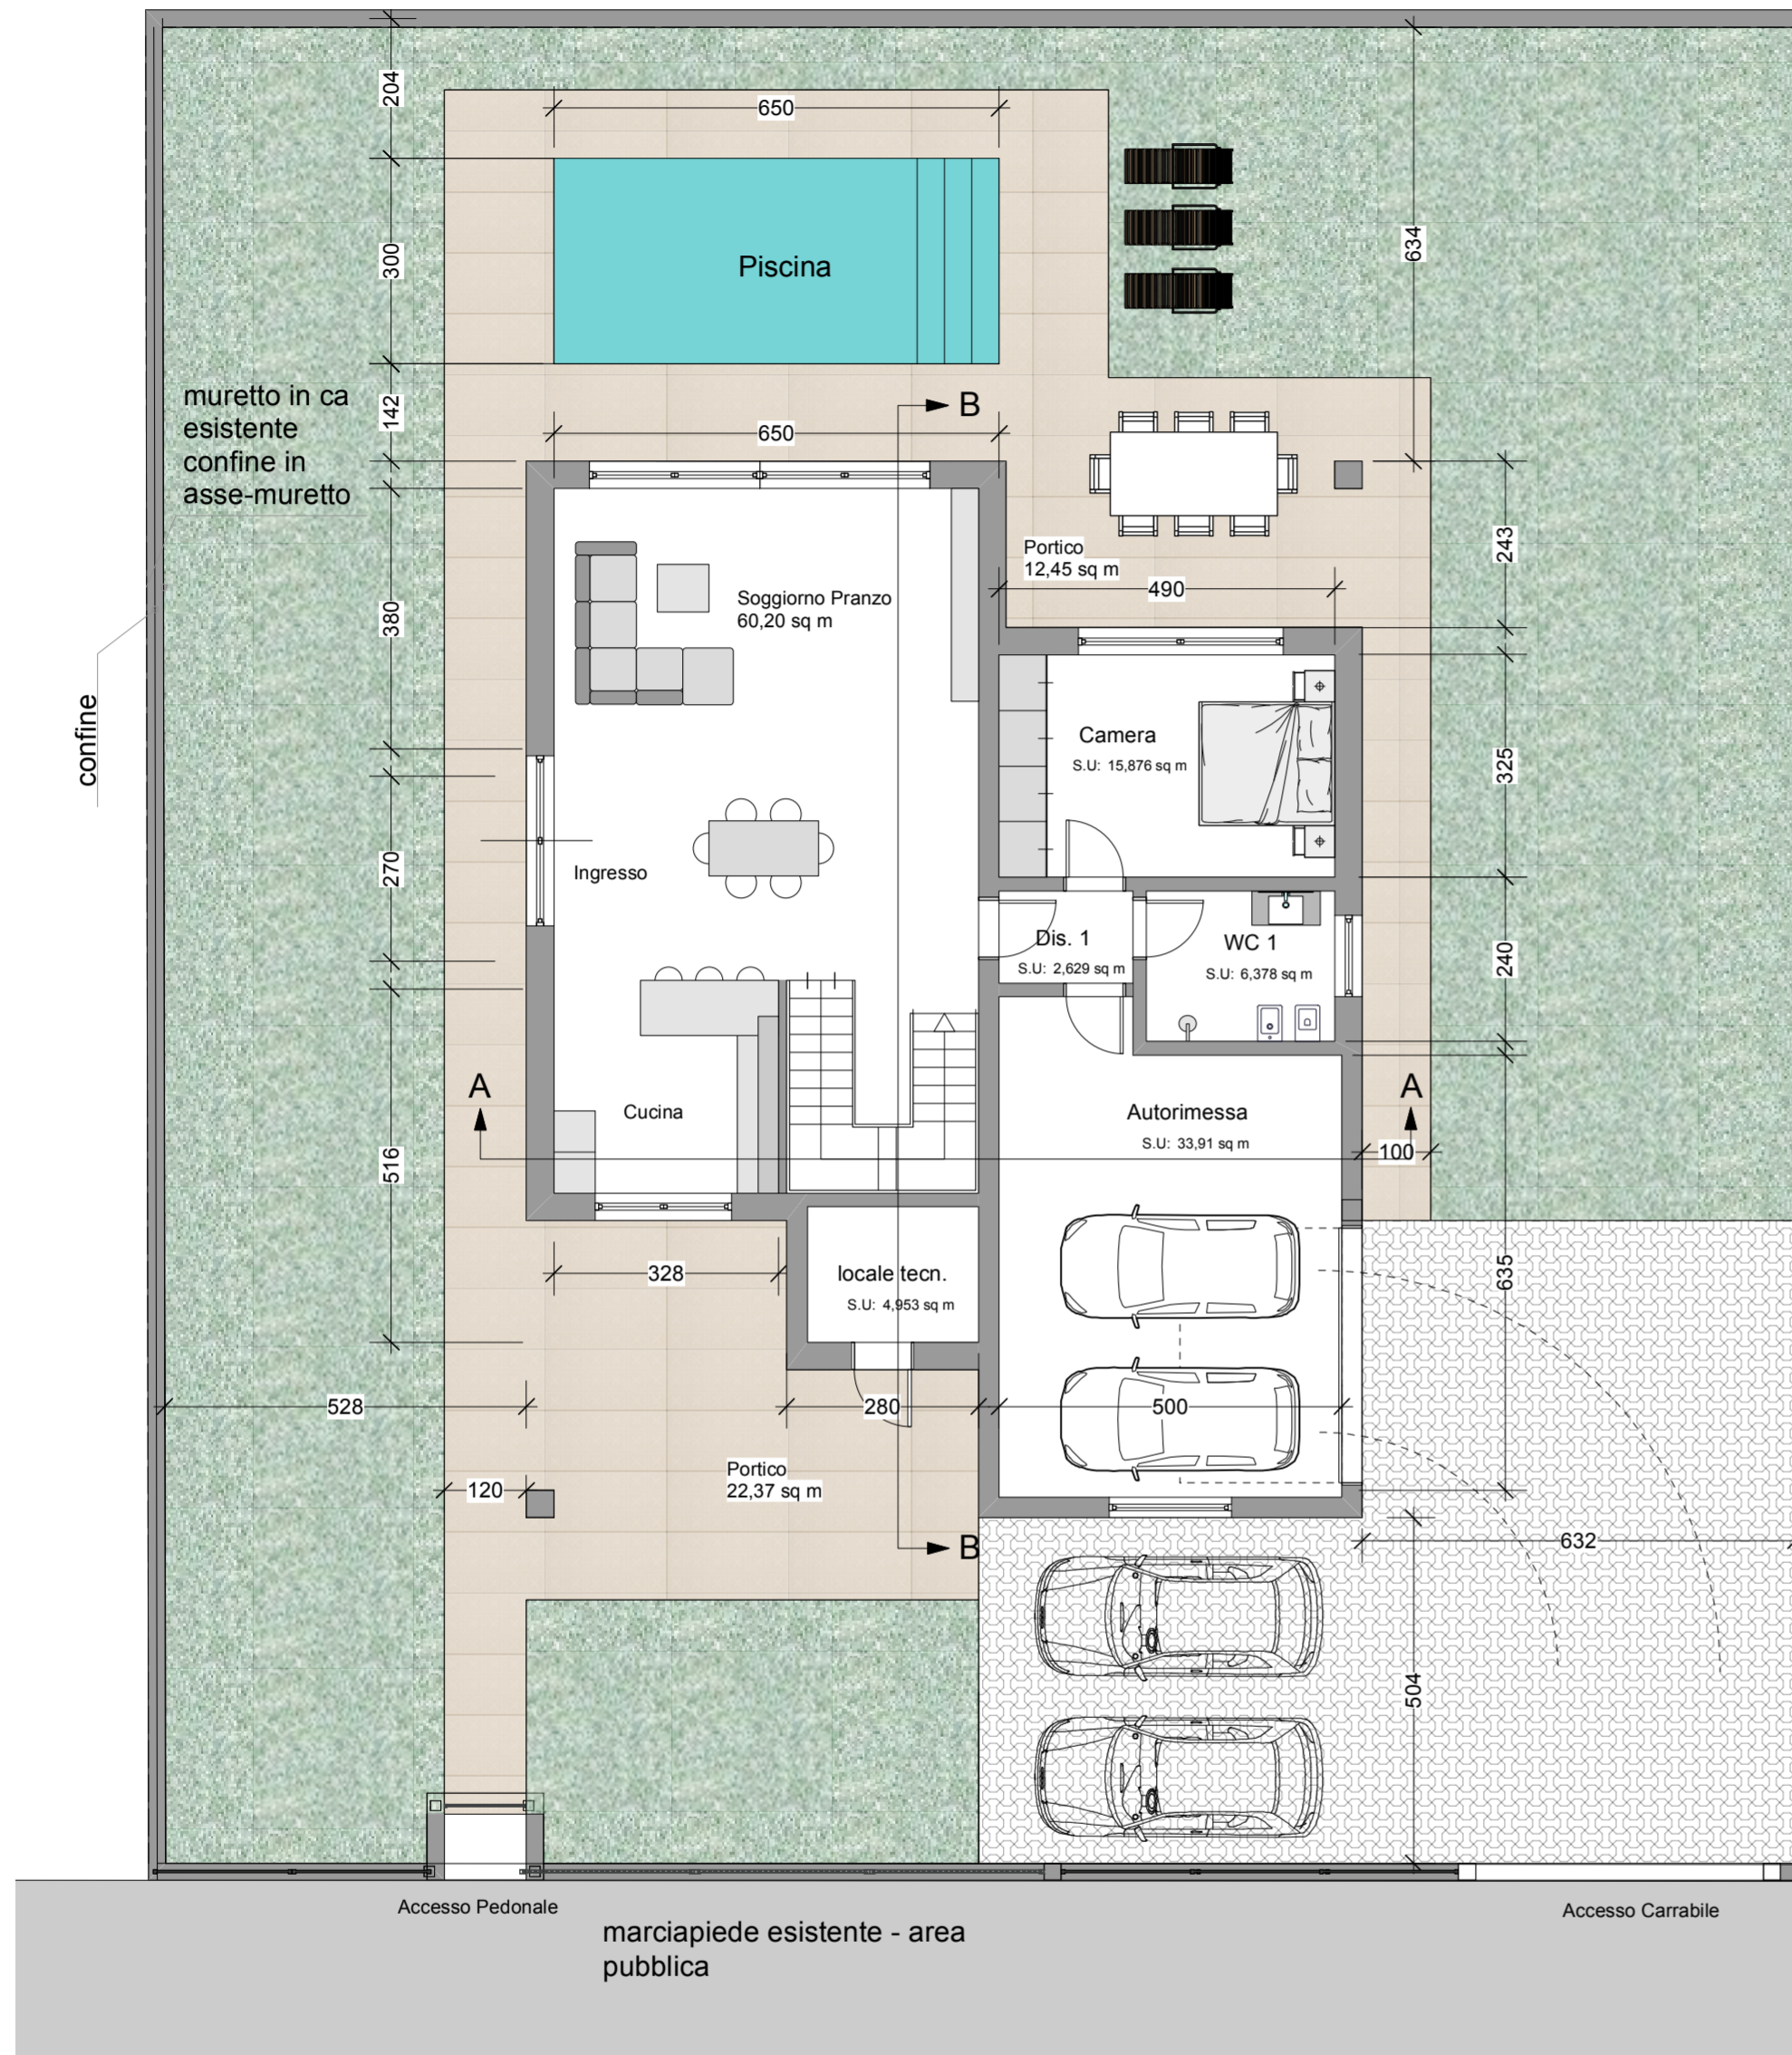 204
650
300
Piscina
634
muretto in ca
esistente
confine in
asse-muretto
142
B
650
243
Portico
12,45 sq m
490
Soggiorno Pranzo
60,20 sq m
380
confine
Camera
S.U: 15,876 sq m
325
270
Ingresso
Dis. 1
S.U: 2,629 sq m
WC 1
S.U: 6,378 sq m
240
A
A
Cucina
Autorimessa
S.U: 33,91 sq m
100
516
328
locale tecn.
S.U: 4,953 sq m
635
528
280
500
120
Portico
22,37 sq m
B
632
504
Accesso Pedonale
Accesso Carrabile
marciapiede esistente - area
pubblica